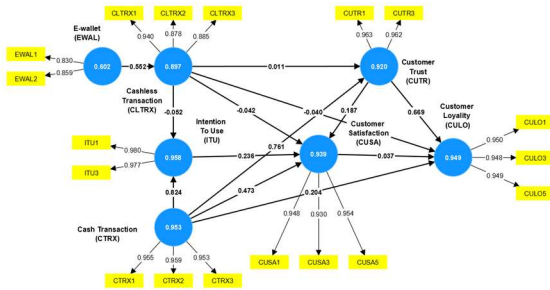 CLTRX1
CLTRX2
CLTRX3
CUTR1
CUTR3
0.940
0.878
0.885
0.963
0.962
E-wallet
(EWAL)
EWAL1
EWAL2
0.830
0.859
0.602
0.552
0.897
0.011
0.920
Customer
Trust
(CUTR)
Cashless
Transaction
(CLTRX)
-0.052
-0.042
-0.040
0.187
0.669
Intention
To Use
(ITU)
Customer
Satisfaction
(CUSA)
Customer
Loyality
(CULO)
ITU1
ITU3
0.980
0.977
0.958
0.236
0.761
0.939
0.037
0.949
0.950
0.948
0.949
CULO1
CULO3
CULO5
0.824
0.473
0.204
Cash Transaction
(CTRX)
0.953
0.955
0.959
0.953
CTRX1
CTRX2
CTRX3
0.948
0.930
0.954
CUSA1
CUSA3
CUSA5